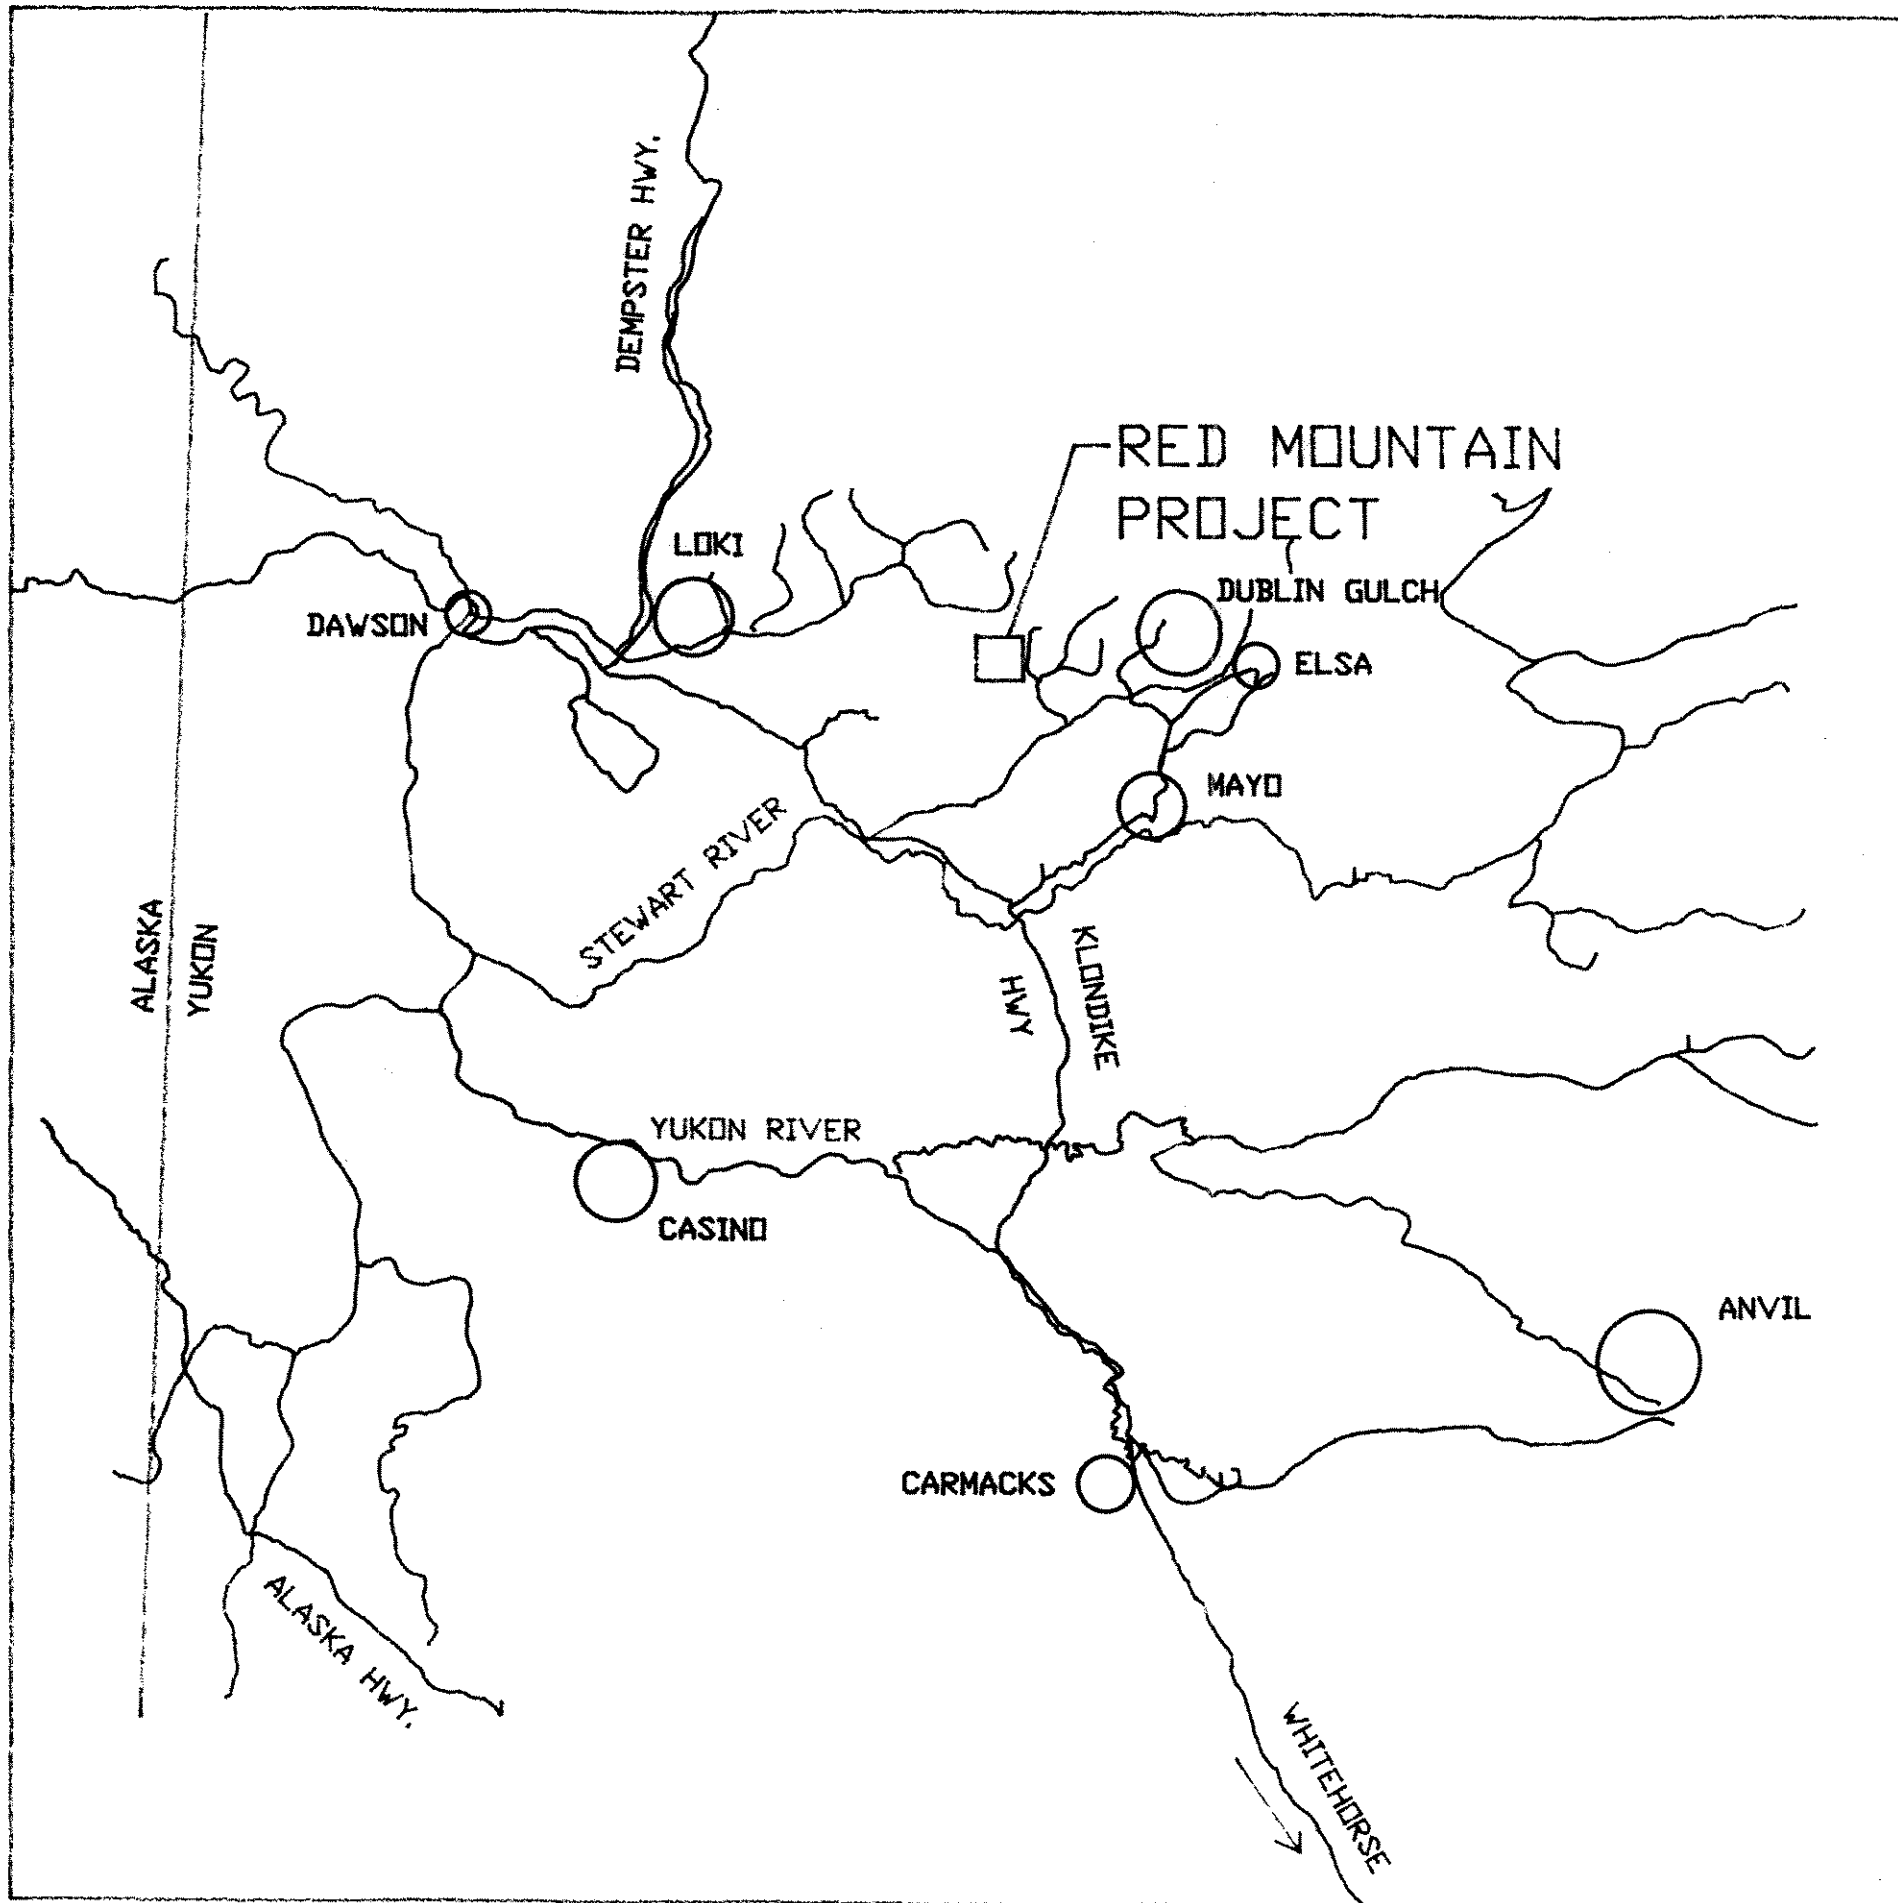 DEMPSTER HWY.
RED MOUNTAIN
PROJECT
LOKI
DUBLIN GULCH
DAWSON
ELSA
MAYO
STEWART RIVER
ALASKA
YUKON
KLONDIKE
HWY
YUKON RIVER
CASINO
ANVIL
CARMACKS
ALASKA HWY.
WHITEHORSE